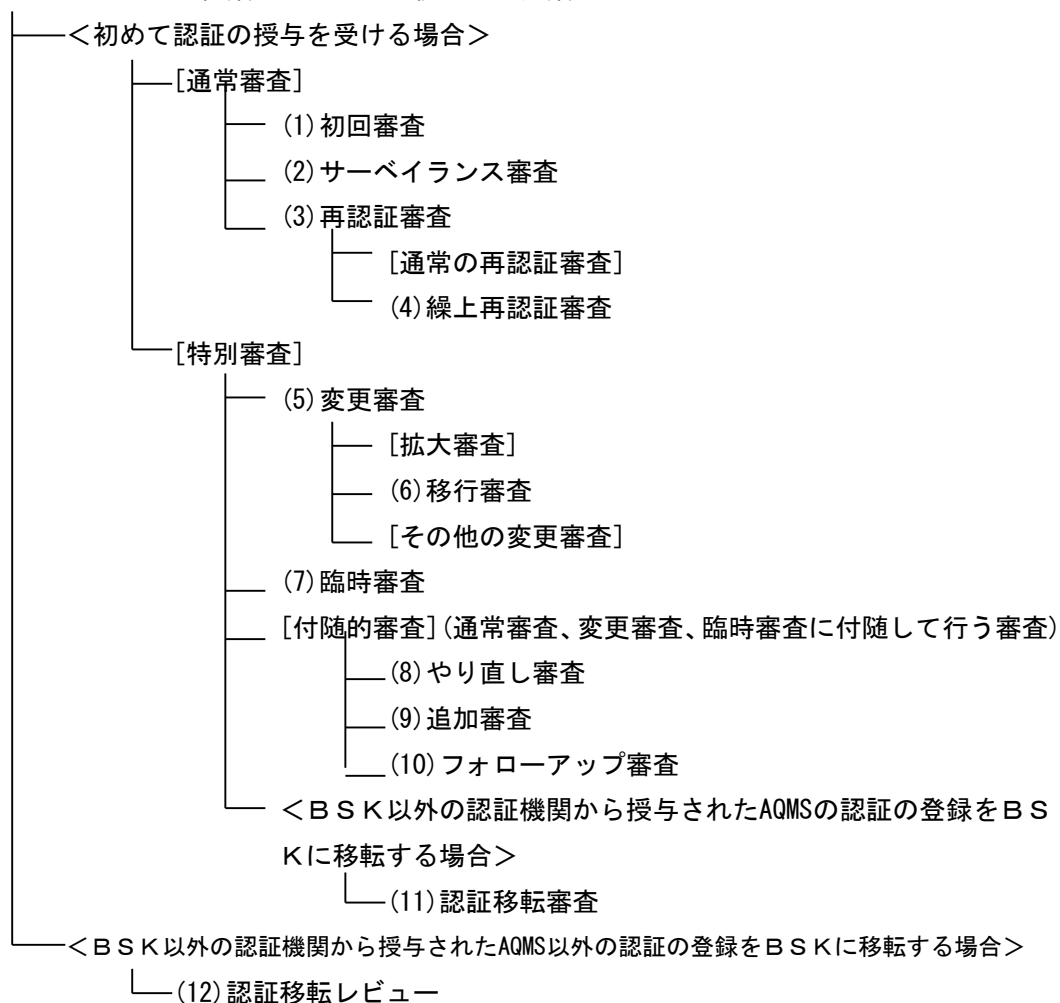 <初めて認証の授与を受ける場合>
[通常審査]
(1)初回審査
(2)サーベイランス審査
(3)再認証審査
[通常の再認証審査]
(4)繰上再認証審査
[特別審査]
(5)変更審査
[拡大審査]
(6)移行審査
[その他の変更審査]
(7)臨時審査
[付随的審査](通常審査、変更審査、臨時審査に付随して行う審査)
(8)やり直し審査
(9)追加審査
(10)フォローアップ審査
<BSK以外の認証機関から授与されたAQMSの認証の登録をBS
Kに移転する場合>
(11)認証移転審査
<BSK以外の認証機関から授与されたAQMS以外の認証の登録をBSKに移転する場合>
(12)認証移転レビュー